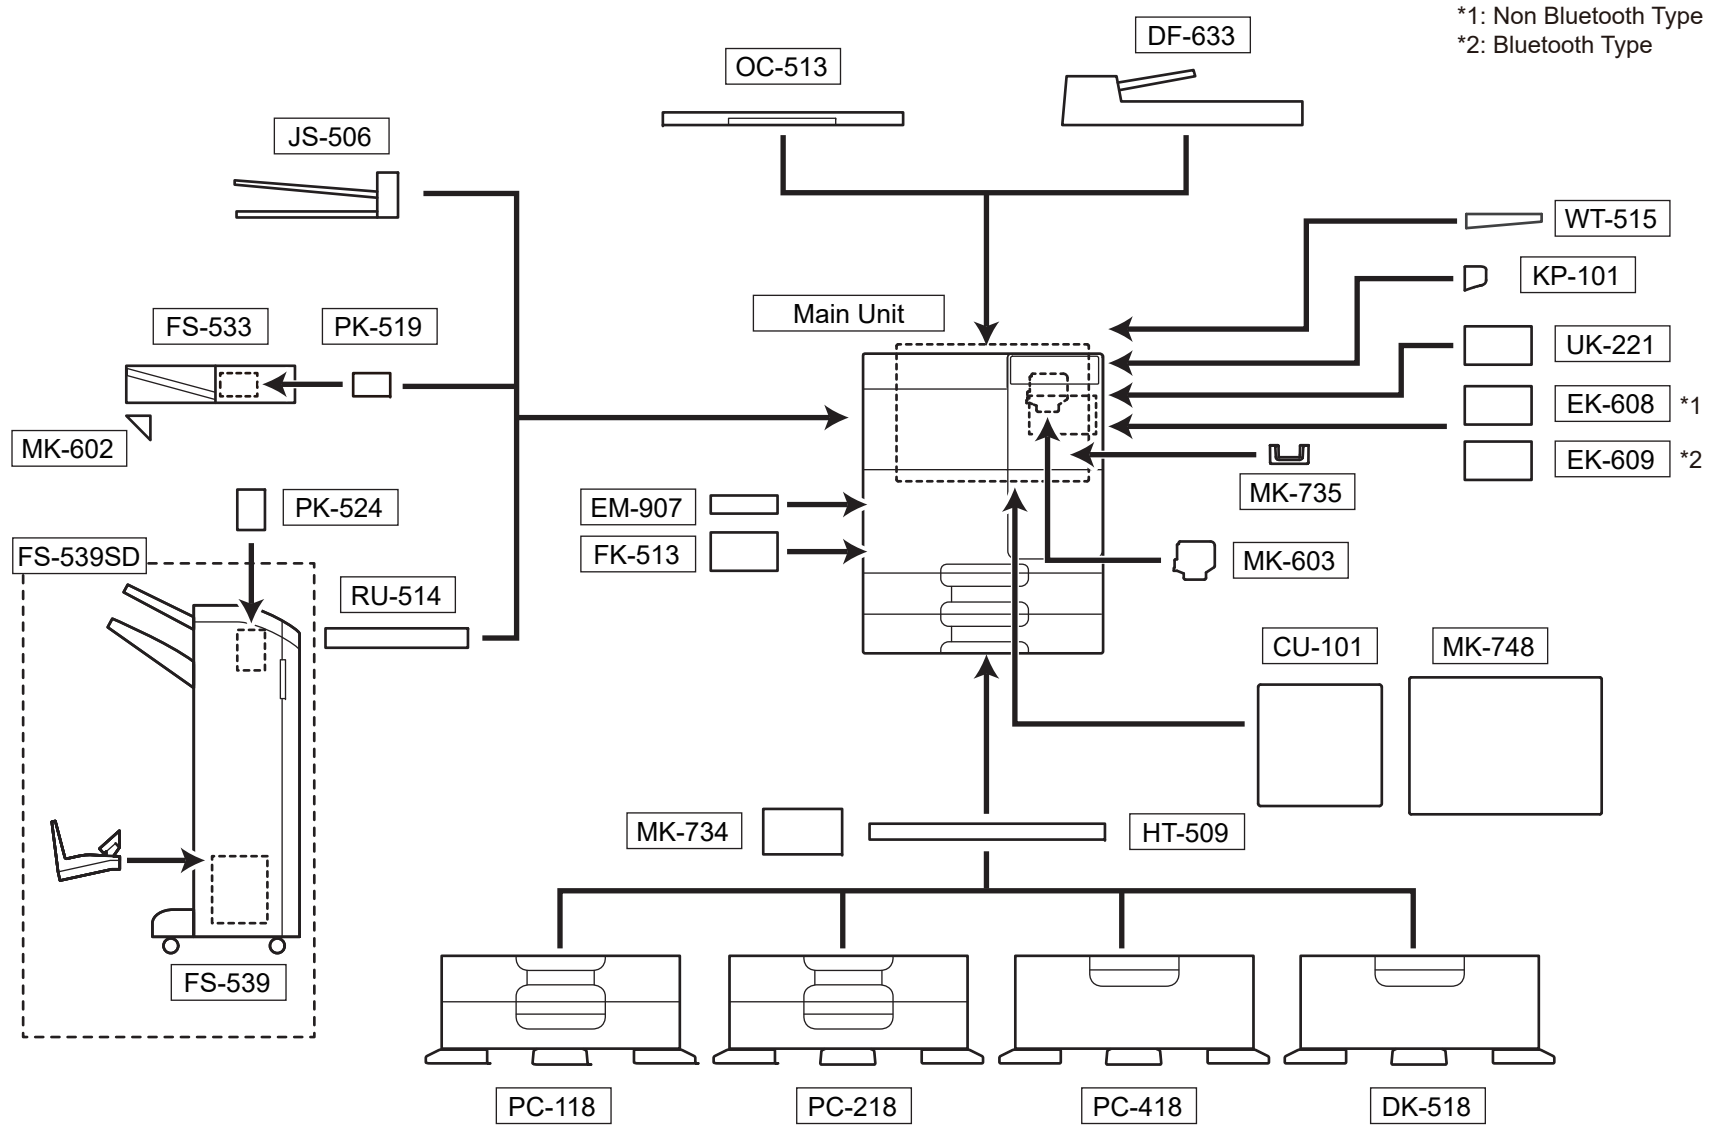 *1: Non Bluetooth Type
*2: Bluetooth Type
DF-633
OC-513
JS-506
WT-515
KP-101
Main Unit
FS-533
PK-519
UK-221
EK-608 *1
MK-602
EK-609 *2
MK-735
PK-524
EM-907
FS-539SD
FK-513
MK-603
RU-514
CU-101
MK-748
MK-734
HT-509
FS-539
PC-118
PC-218
PC-418
DK-518